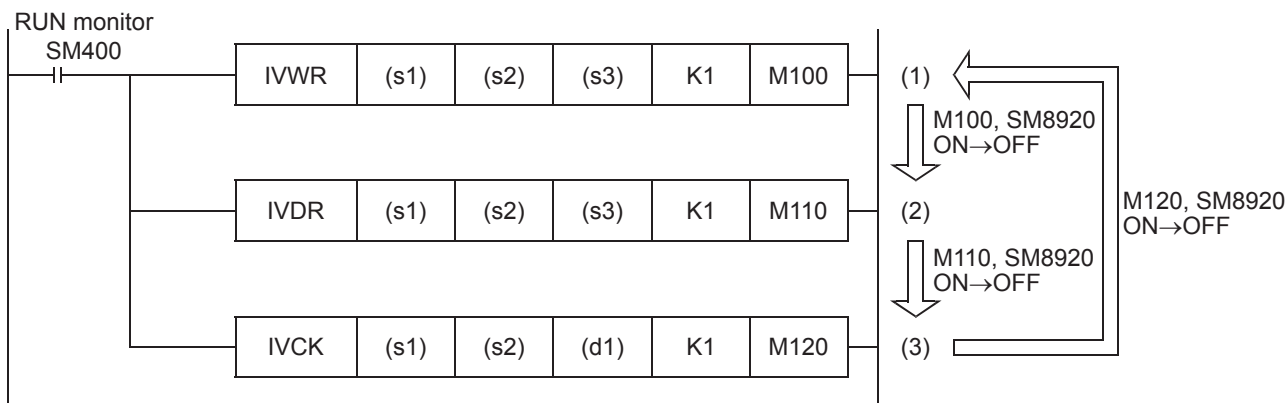 RUN monitor
SM400
IVWR (s1) (s2) (s3) K1 M100 (1)
M100, SM8920
ON→OFF
IVDR (s1) (s2) (s3) K1 M110 (2)
M120, SM8920
ON→OFF
M110, SM8920
ON→OFF
IVCK (s1) (s2) (d1) K1 M120 (3)